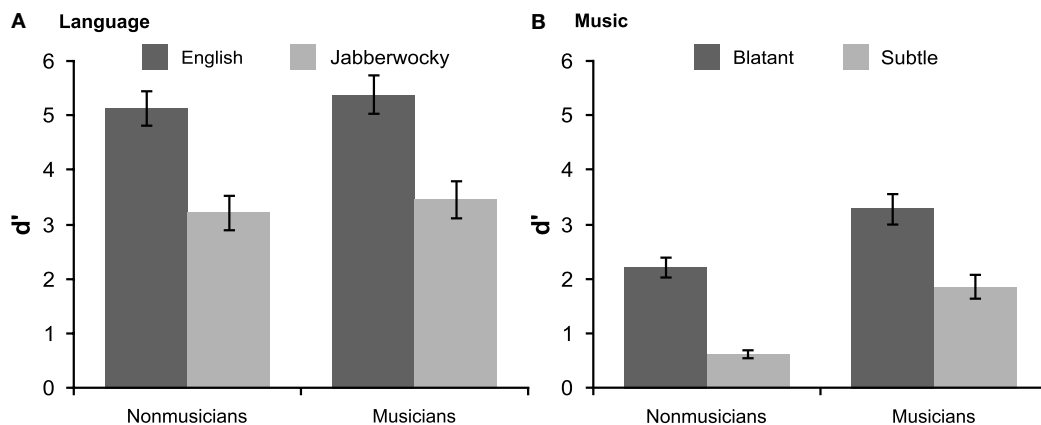 A Language
English Jabberwocky
6
5
4
3
2
1
0
d'
Nonmusicians Musicians
B Music
Blatant Subtle
6
5
4
3
2
1
0
d'
Nonmusicians Musicians